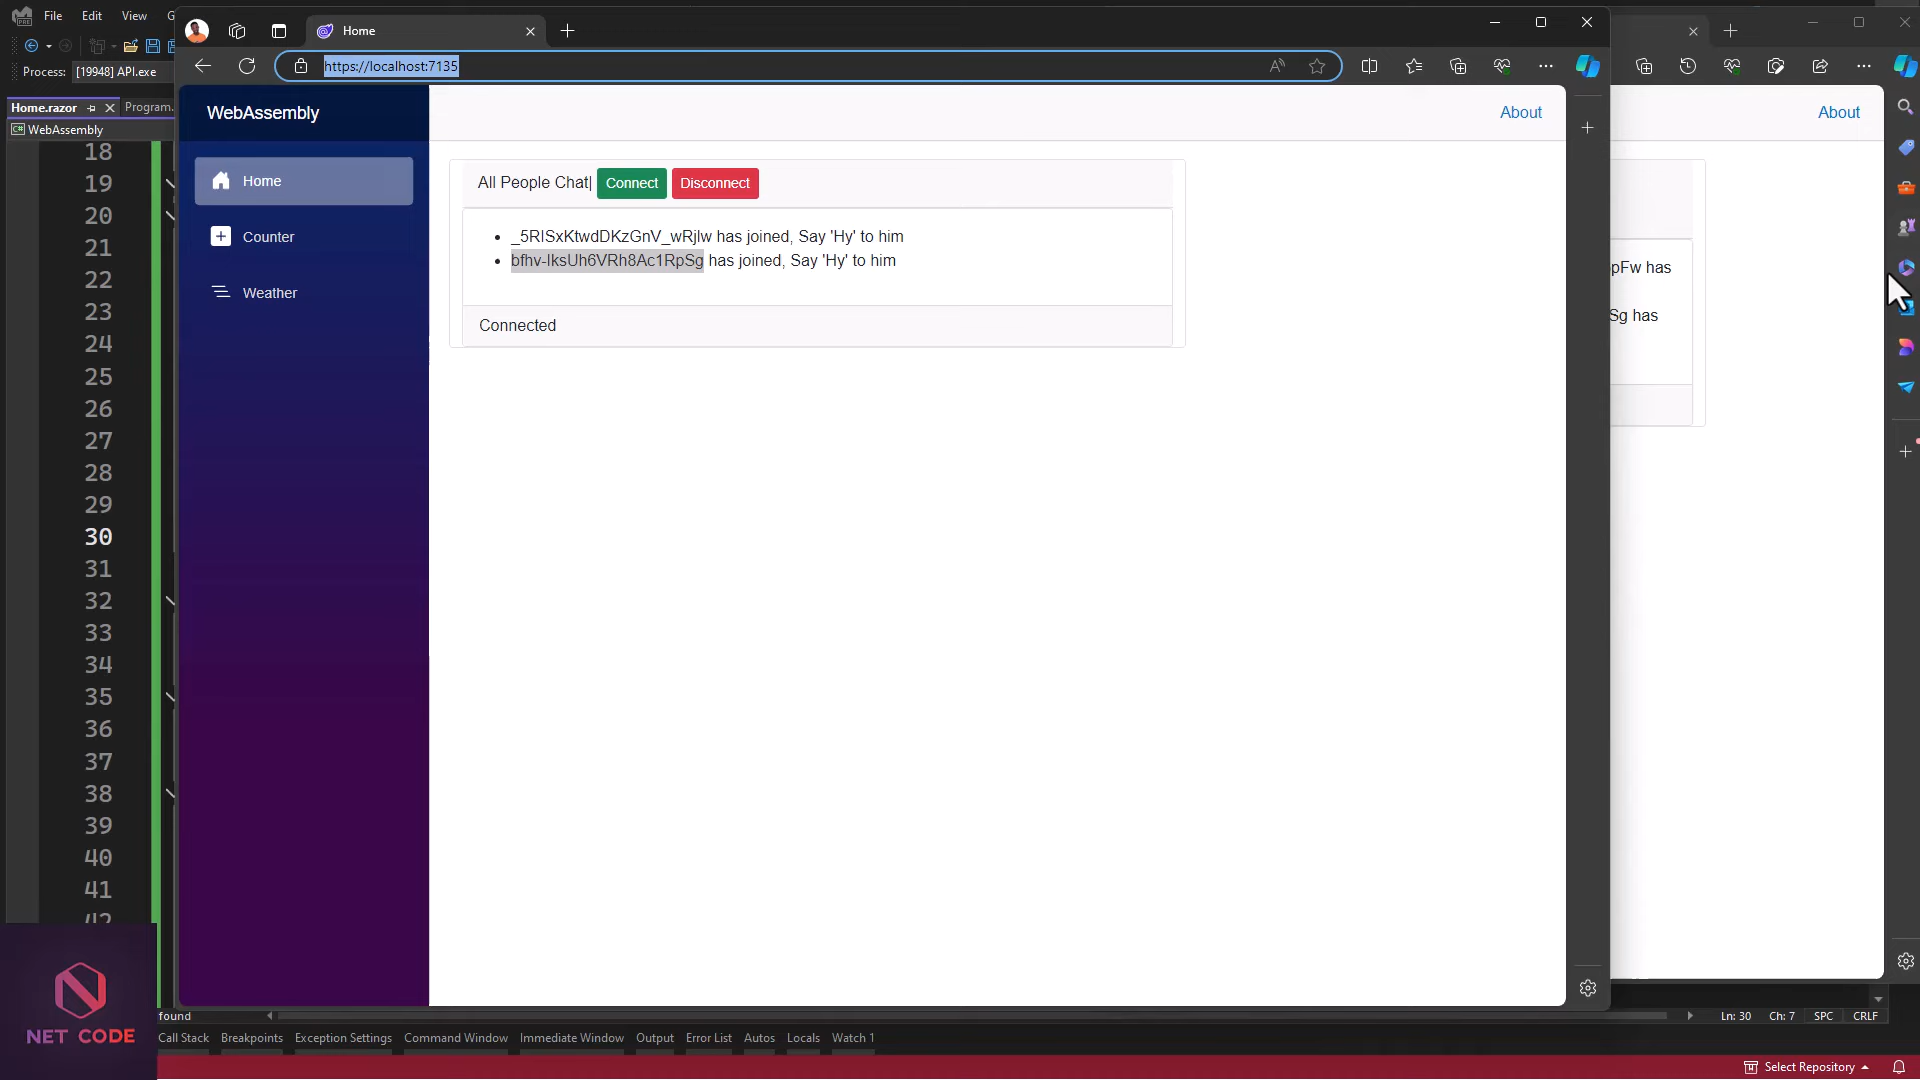 File Edit View G
Process: [19948] API.exe
Home.razor Program.
WebAssembly
18
19
20
21
22
23
24
25
26
27
28
29
30
31
32
33
34
35
36
37
38
39
40
41
42
Home
https://localhost:7135
WebAssembly
About
Home
Counter
Weather
All People Chat| Connect Disconnect
_5RISxKtwdDKzGnV_wRjlw has joined, Say 'Hy' to him
bfhv-IksUh6VRh8Ac1RpSg has joined, Say 'Hy' to him
Connected
About
pFw has
Sg has
NET CODE
found
Ln: 30 Ch: 7 SPC CRLF
Call Stack Breakpoints Exception Settings Command Window Immediate Window Output Error List Autos Locals Watch 1
Select Repository